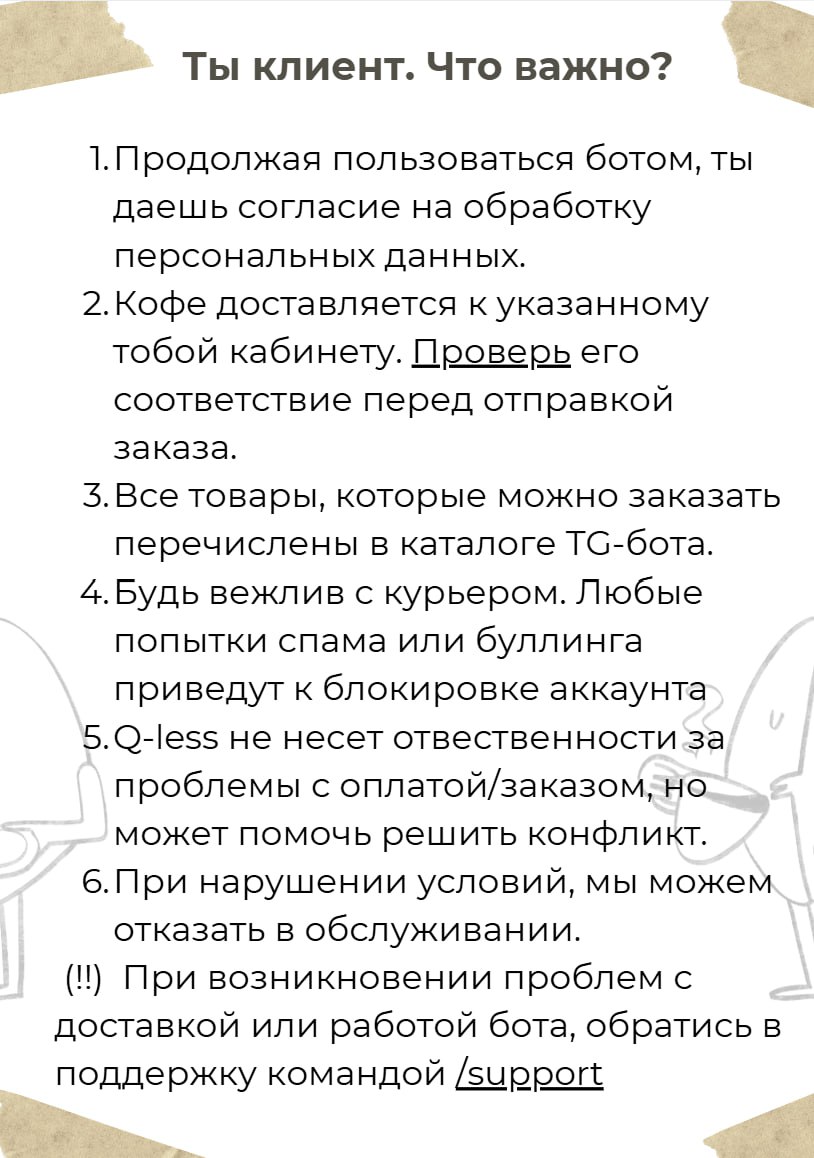 Ты клиент. Что важно?
1. Продолжая пользоваться ботом, ты
даешь согласие на обработку
персональных данных.
2. Кофе доставляется к указанному
тобой кабинету. Проверь его
соответствие перед отправкой
заказа.
3. Все товары, которые можно заказать
перечислены в каталоге TG-бота.
4. Будь вежлив с курьером. Любые
попытки спама или буллинга
приведут к блокировке аккаунта
5. Q-less не несет отвественности за
проблемы с оплатой/заказом, но
может помочь решить конфликт.
6. При нарушении условий, мы можем
отказать в обслуживании.
(!!) При возникновении проблем с
доставкой или работой бота, обратись в
поддержку командой /support